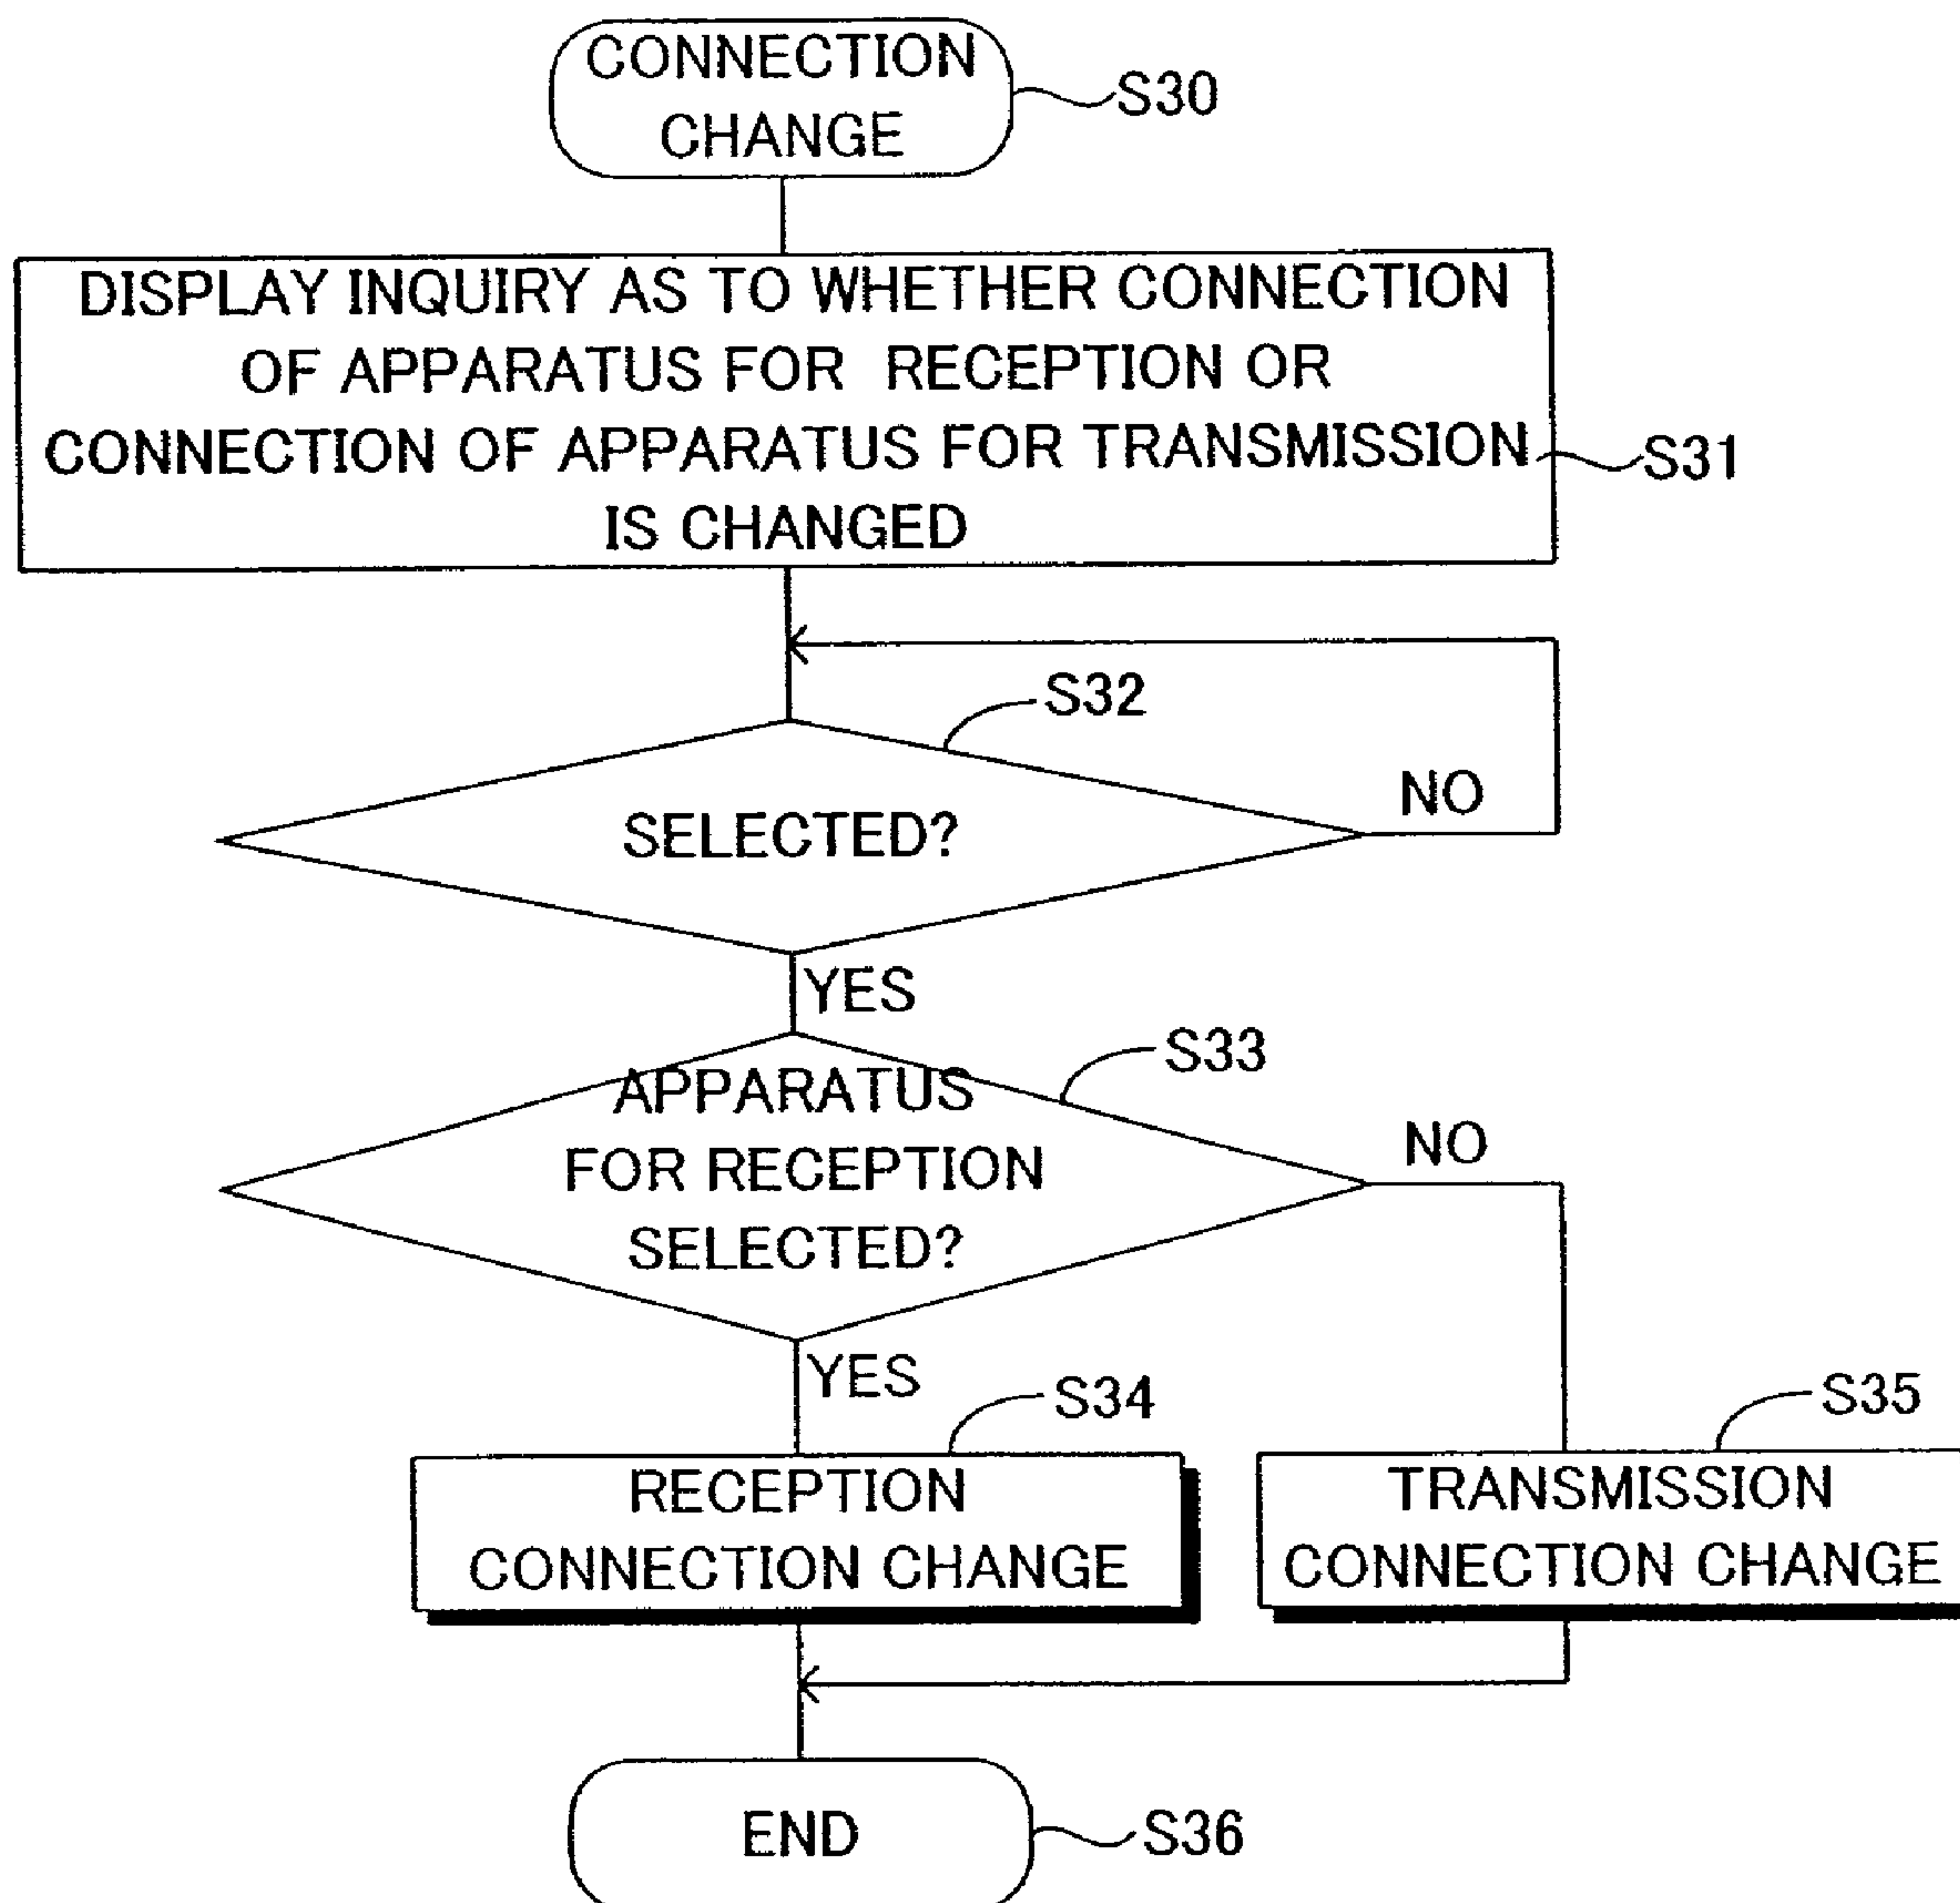 CONNECTION
CHANGE
S30
DISPLAY INQUIRY AS TO WHETHER CONNECTION
OF APPARATUS FOR RECEPTION OR
CONNECTION OF APPARATUS FOR TRANSMISSION
IS CHANGED
S31
S32
SELECTED?
NO
YES
S33
APPARATUS
FOR RECEPTION
SELECTED?
NO
YES
S34
S35
RECEPTION
CONNECTION CHANGE
TRANSMISSION
CONNECTION CHANGE
END
S36